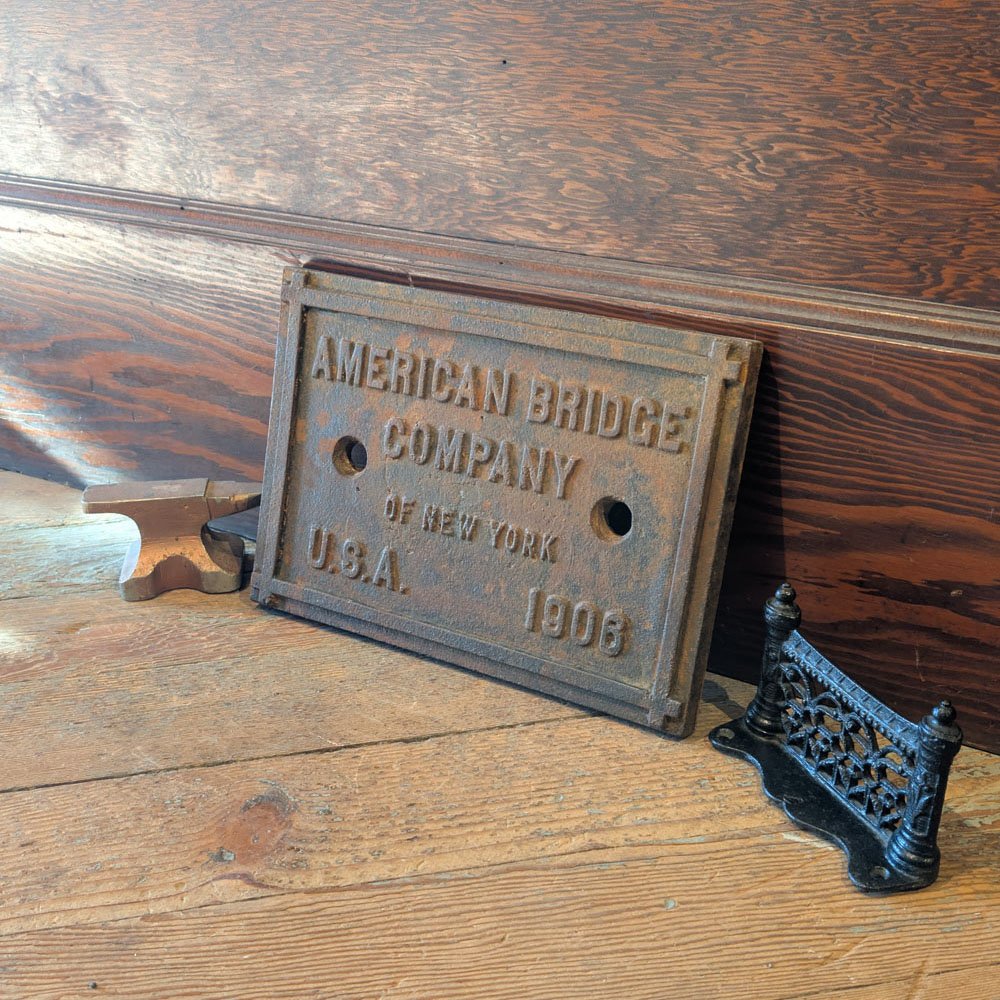 AMERICAN BRIDGE
COMPANY
OF NEW YORK
U.S.A.
1906